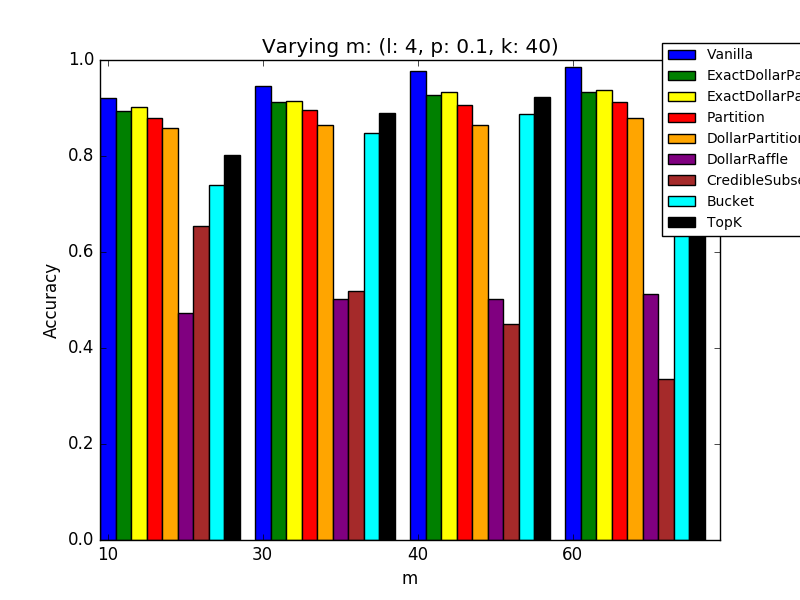 Varying m: (l: 4, p: 0.1, k: 40)
1.0
0.8
0.6
0.4
0.2
0.0
Accuracy
10 30 40 60
m
Vanilla
ExactDollarPa
ExactDollarPa
Partition
DollarPartition
DollarRaffle
CredibleSubse
Bucket
TopK